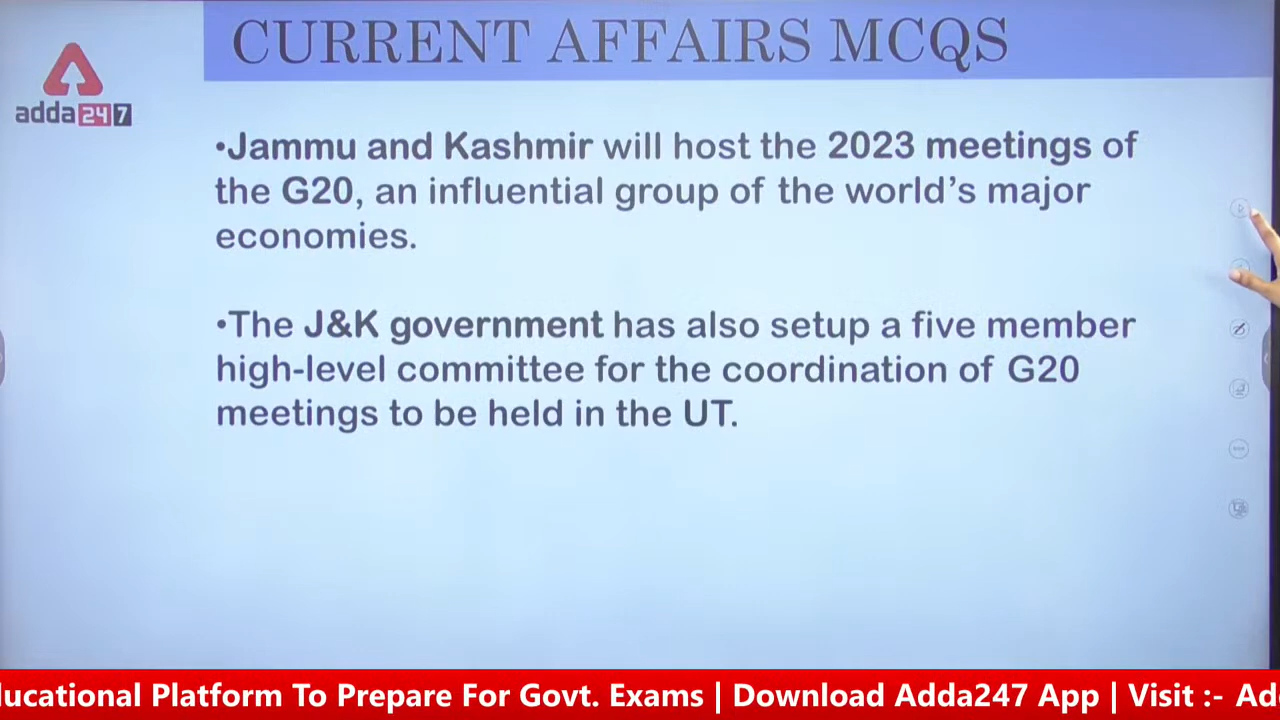 CURRENT AFFAIRS MCQS
adda247
•Jammu and Kashmir will host the 2023 meetings of
the G20, an influential group of the world's major
economies.
•The J&K government has also setup a five member
high-level committee for the coordination of G20
meetings to be held in the UT.
ducational Platform To Prepare For Govt. Exams | Download Adda247 App | Visit :- Ad